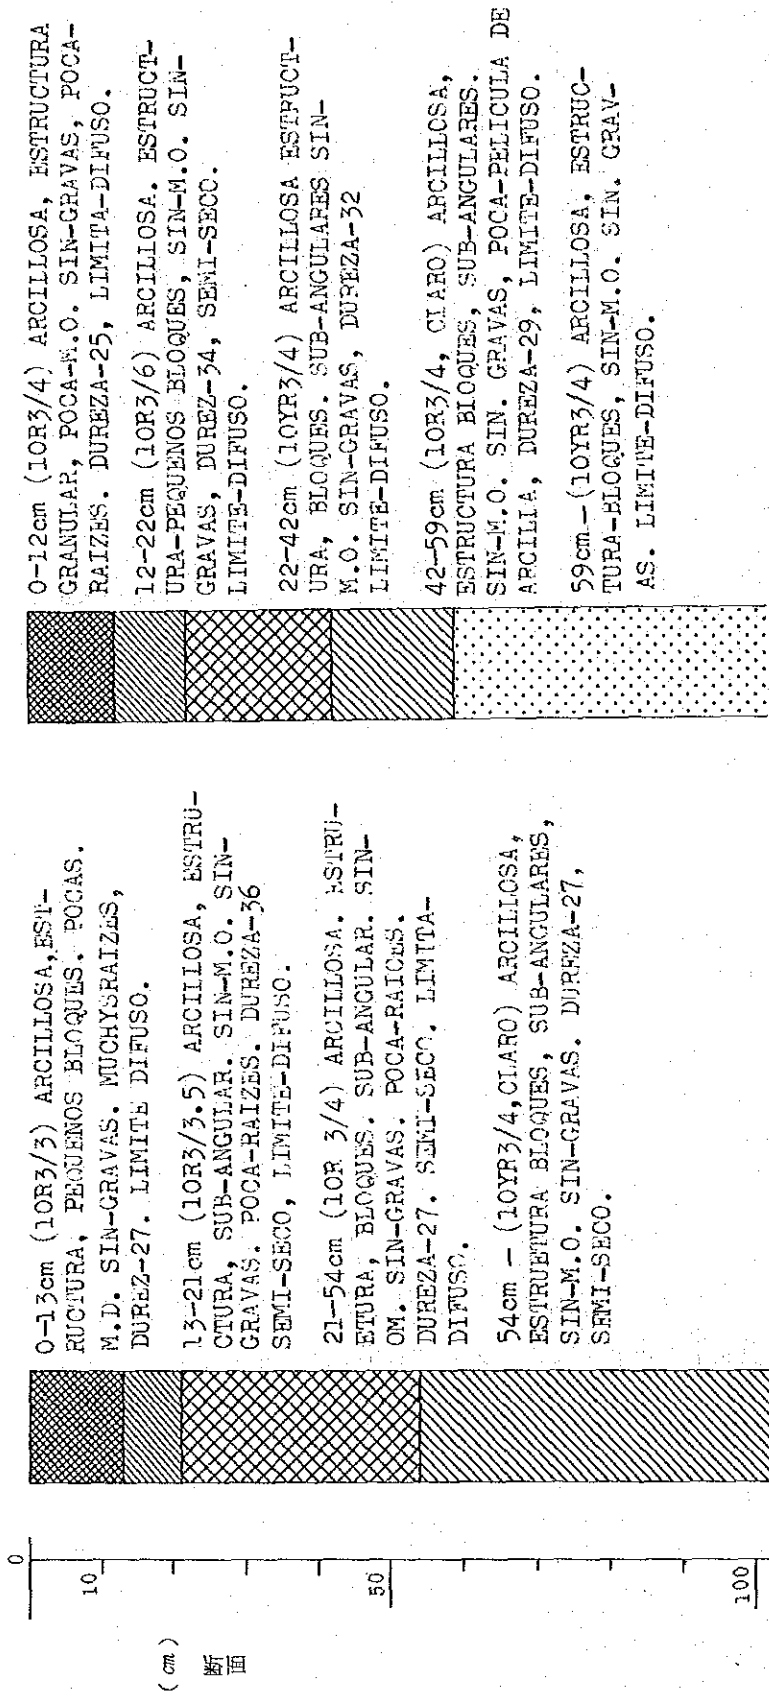 0
10
50
100
(cm)
断面
0-13cm (10R3/3) ARCILLOSA, EST-
RUCTURA, PEQUENOS BLOQUES. POCAS.
M.D. SIN-GRAVAS. MUCHYSRAIZES,
DUREZ-27. LIMITE DIFUSO.
13-21cm (10R3/3.5) ARCILLOSA, ESTRU-
CTURA, SUB-ANGULAR. SIN-M.O. SIN-
GRAVAS. POCA-RAIZES. DUREZA-36
SEMI-SECO, LIMITE-DIFUSO.
21-54cm (10R 3/4) ARCILLOSA. ESTRU-
ETURA, BLOQUES. SUB-ANGULAR. SIN-
OM. SIN-GRAVAS. POCA-RAICES.
DUREZA-27. SEMI-SECO. LIMITA-
DIFUSO.
54cm - (10YR3/4,CLARO) ARCILLOSA,
ESTRUETURA BLOQUES, SUB-ANGULARES,
SIN-M.O. SIN-GRAVAS. DUREZA-27,
SEMI-SECO.
0-12cm (10R3/4) ARCILLOSA, ESTRUCTURA
GRANULAR, POCA-M.O. SIN-GRAVAS, POCA-
RAIZES. DUREZA-25, LIMITA-DIFUSO.
12-22cm (10R3/6) ARCILLOSA. ESTRUCT-
URA-PEQUENOS BLOQUES, SIN-M.O. SIN-
GRAVAS, DUREZ-34, SEMI-SECO.
LIMITE-DIFUSO.
22-42cm (10YR3/4) ARCILLOSA ESTRUCT-
URA, BLOQUES. SUB-ANGULARES SIN-
M.O. SIN-GRAVAS, DUREZA-32
LIMITE-DIFUSO.
42-59cm (10R3/4, CLARO) ARCILLOSA,
ESTRUCTURA BLOQUES, SUB-ANGULARES.
SIN-M.O. SIN. GRAVAS, POCA-PELICULA DE
ARCILIA, DUREZA-29, LIMITE-DIFUSO.
59cm-(10YR3/4) ARCILLOSA, ESTRUC-
TURA-BLOQUES, SIN-M.O. SIN. GRAV-
AS. LIMITE-DIFUSO.